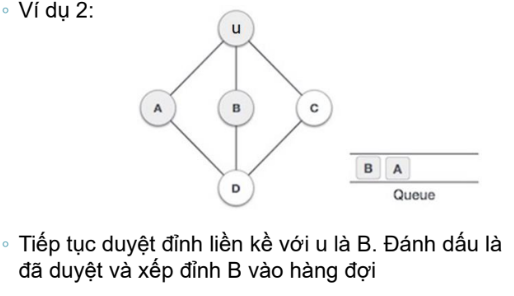 Ví dụ 2:
u
A
B
C
D
B A
Queue
Tiếp tục duyệt đỉnh liền kề với u là B. Đánh dấu là
đã duyệt và xếp đỉnh B vào hàng đợi